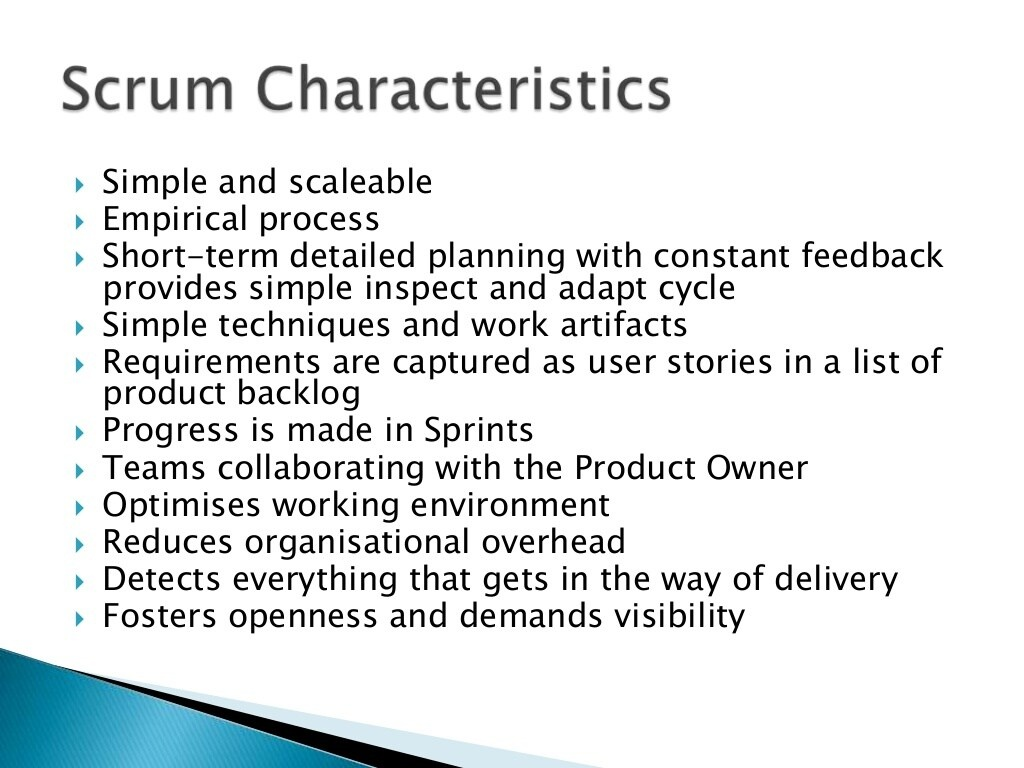 Scrum Characteristics
Simple and scaleable
Empirical process
Short-term detailed planning with constant feedback
provides simple inspect and adapt cycle
Simple techniques and work artifacts
Requirements are captured as user stories in a list of
product backlog
Progress is made in Sprints
Teams collaborating with the Product Owner
Optimises working environment
Reduces organisational overhead
Detects everything that gets in the way of delivery
Fosters openness and demands visibility